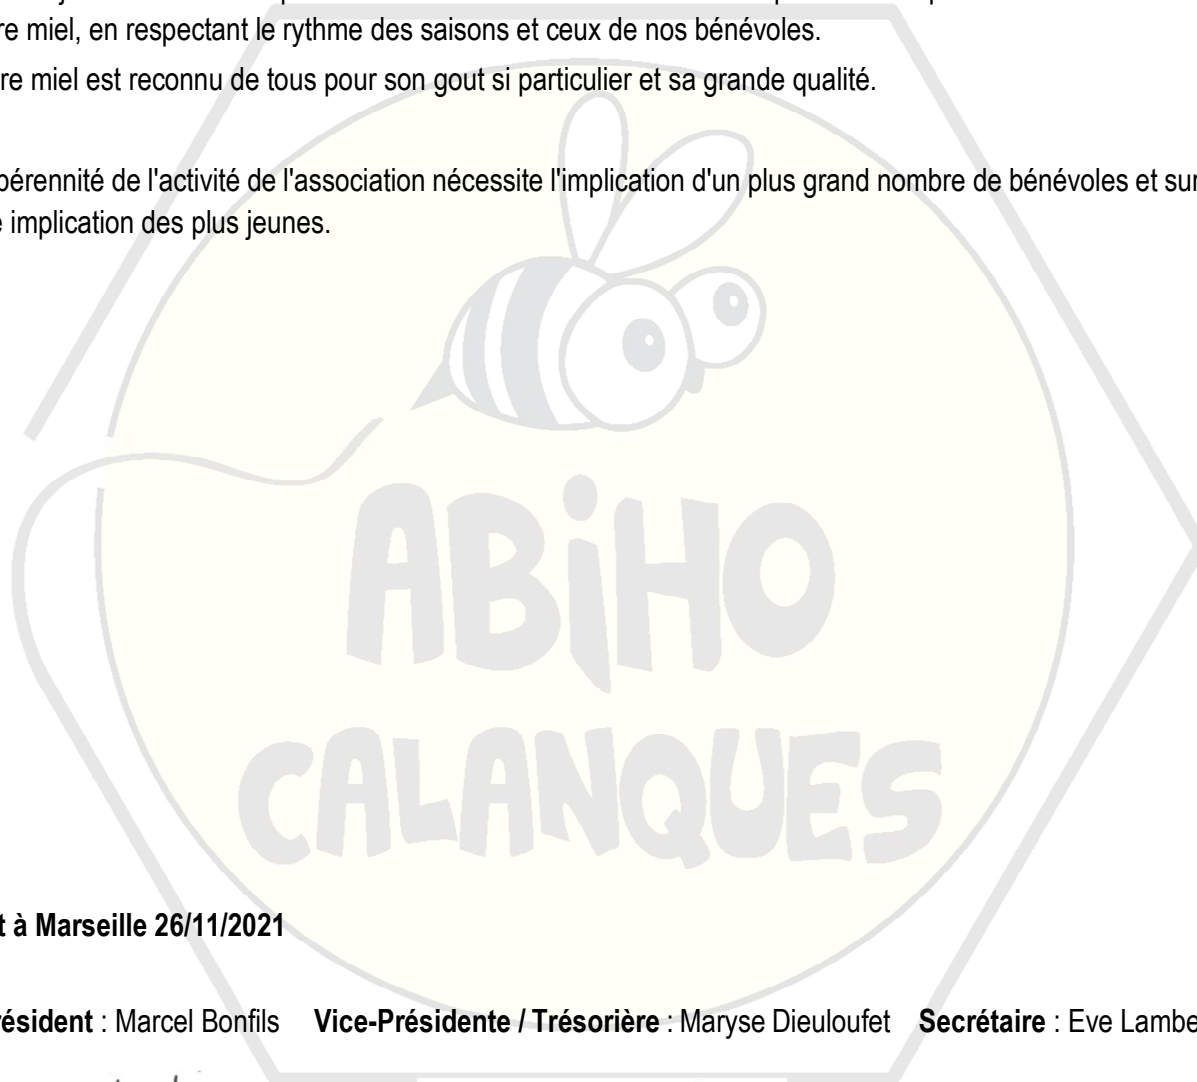 re miel, en respectant le rythme des saisons et ceux de nos bénévoles.
re miel est reconnu de tous pour son gout si particulier et sa grande qualité.
pérennité de l'activité de l'association nécessite l'implication d'un plus grand nombre de bénévoles et sur
e implication des plus jeunes.
ABiHO
CALANQUES
t à Marseille 26/11/2021
résident : Marcel Bonfils Vice-Présidente / Trésorière : Maryse Dieuloufet Secrétaire : Eve Lambe